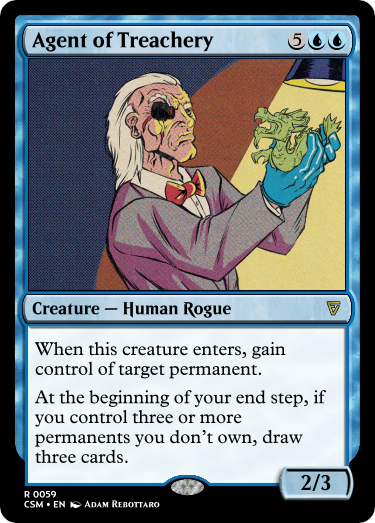 Agent of Treachery 5
Creature — Human Rogue
When this creature enters, gain
control of target permanent.
At the beginning of your end step, if
you control three or more
permanents you don't own, draw
three cards.
2/3
R 0059
CSM • EN Adam Rebottaro